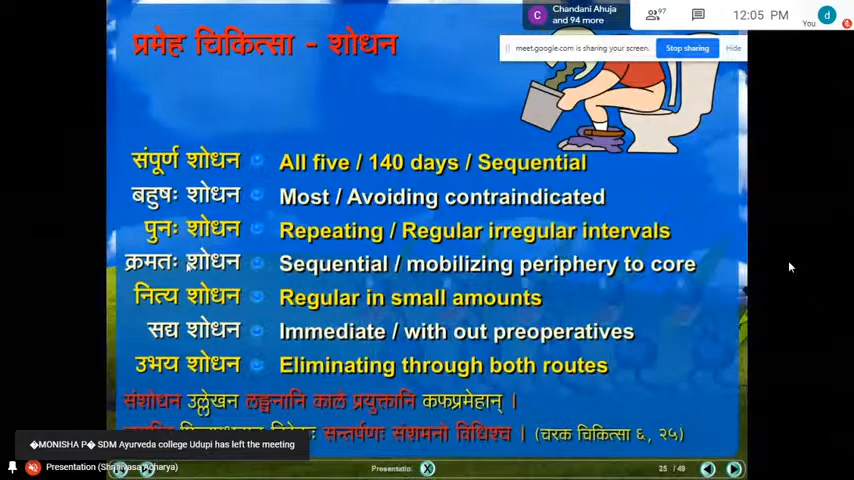 Chandani Ahuja
and 94 more
97
12:05 PM
You
meet.google.com is sharing your screen.
Stop sharing
Hide
प्रमेह चिकित्सा - शोधन
संपूर्ण शोधन All five / 140 days / Sequential
बहुषः शोधन Most / Avoiding contraindicated
पुनः शोधन Repeating / Regular irregular intervals
क्रमतः शोधन Sequential / mobilizing periphery to core
नित्य शोधन Regular in small amounts
सद्य शोधन Immediate / with out preoperatives
उभय शोधन Eliminating through both routes
संशोधन उल्लेखन लङ्घनानि काले प्रयुक्तानि कफप्रमेहान् ।
सन्तर्पणः संशमनो विधिश्च । (चरक चिकित्सा ६, २५)
MONISHA P SDM Ayurveda college Udupi has left the meeting
Presentation (Shrinivasa Acharya)
Presentatio:
25 / 49